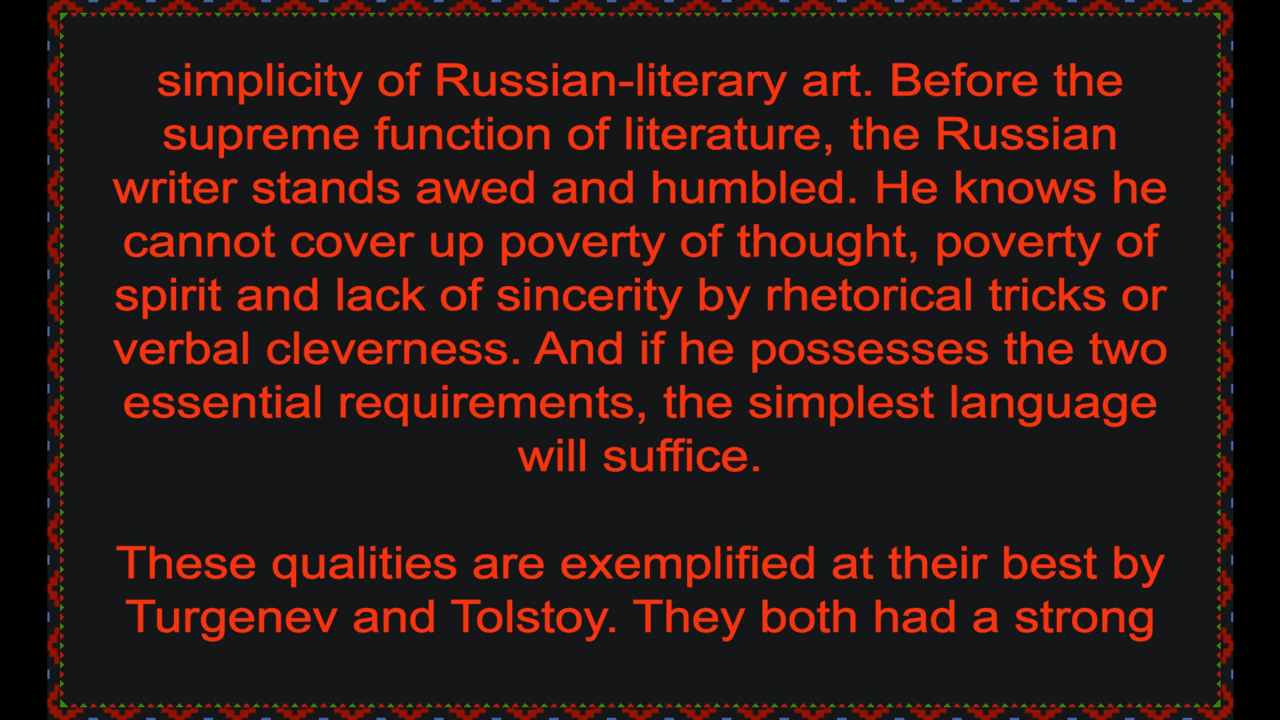 simplicity of Russian-literary art. Before the
supreme function of literature, the Russian
writer stands awed and humbled. He knows he
cannot cover up poverty of thought, poverty of
spirit and lack of sincerity by rhetorical tricks or
verbal cleverness. And if he possesses the two
essential requirements, the simplest language
will suffice.
These qualities are exemplified at their best by
Turgenev and Tolstoy. They both had a strong